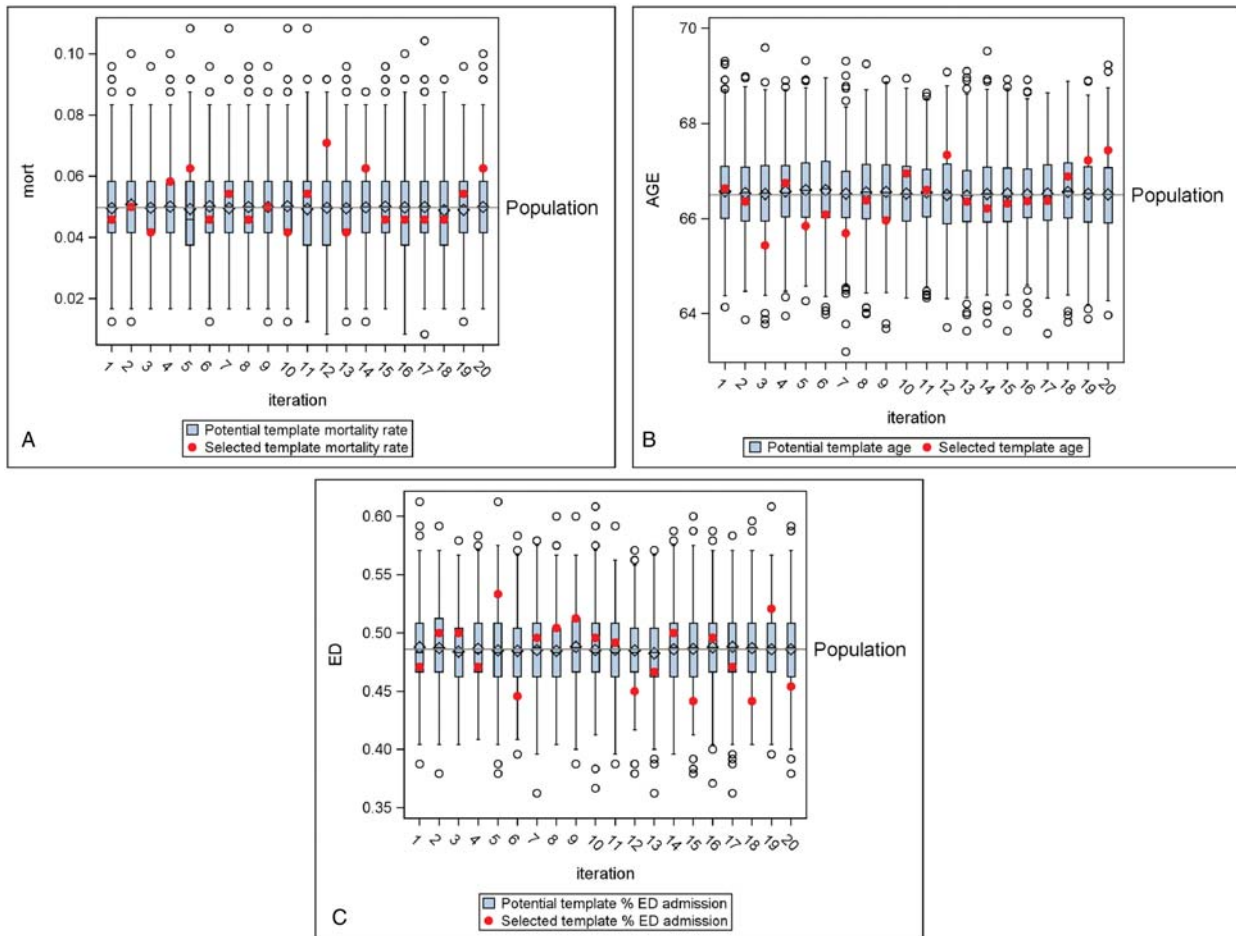 mort
0.10
0.08
0.06
0.04
0.02
Population
1 2 3 4 5 6 7 8 9 10 11 12 13 14 15 16 17 18 19 20
iteration
Potential template mortality rate
Selected template mortality rate
A
AGE
70
68
66
64
Population
1 2 3 4 5 6 7 8 9 10 11 12 13 14 15 16 17 18 19 20
iteration
Potential template age Selected template age
B
ED
0.60
0.55
0.50
0.45
0.40
0.35
Population
1 2 3 4 5 6 7 8 9 10 11 12 13 14 15 16 17 18 19 20
iteration
Potential template % ED admission
Selected template % ED admission
C